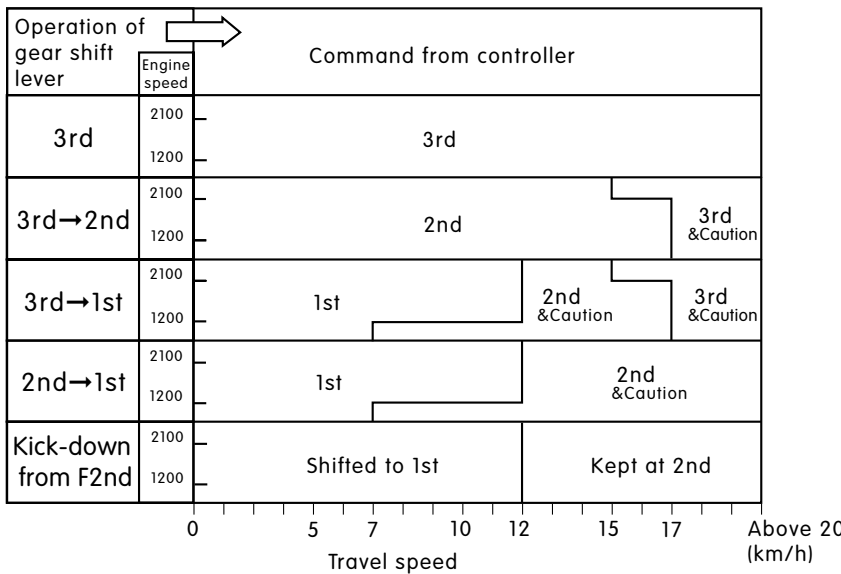 Operation of
gear shift
lever
Engine
speed
Command from controller
3rd
2100
1200
3rd
3rd→2nd
2100
1200
2nd
3rd
&Caution
3rd→1st
2100
1200
1st
2nd
&Caution
3rd
&Caution
2nd→1st
2100
1200
1st
2nd
&Caution
Kick-down
from F2nd
2100
1200
Shifted to 1st
Kept at 2nd
0 5 7 10 12 15 17 Above 20
(km/h)
Travel speed